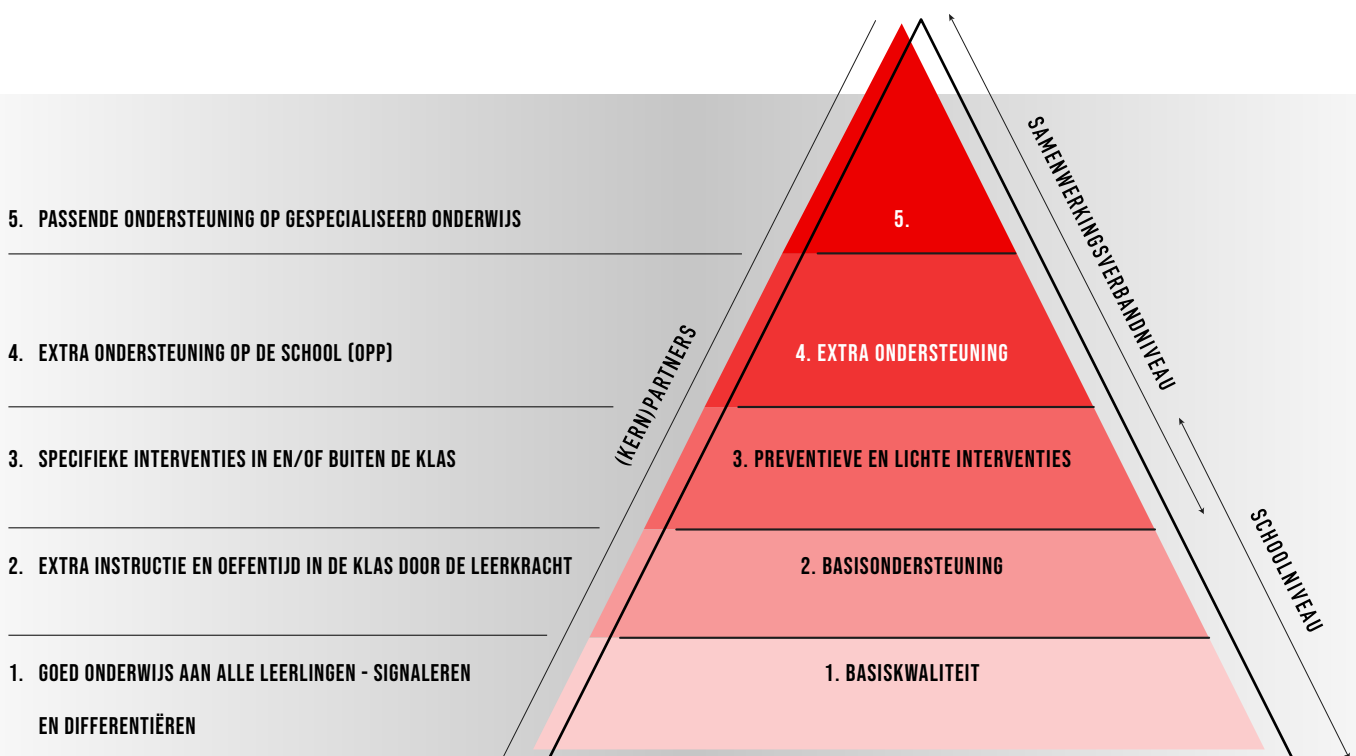 5. PASSENDE ONDERSTEUNING OP GESPECIALISEERD ONDERWIJS
4. EXTRA ONDERSTEUNING OP DE SCHOOL (OPP)
3. SPECIFIEKE INTERVENTIES IN EN/OF BUITEN DE KLAS
2. EXTRA INSTRUCTIE EN OEFENTIJD IN DE KLAS DOOR DE LEERKRACHT
1. GOED ONDERWIJS AAN ALLE LEERLINGEN - SIGNALEREN
EN DIFFERENTIËREN
(KERN)PARTNERS
5.
4. EXTRA ONDERSTEUNING
3. PREVENTIEVE EN LICHTE INTERVENTIES
2. BASISONDERSTEUNING
1. BASISKWALITEIT
SAMENWERKINGSVERBANDNIVEAU
SCHOOLNIVEAU